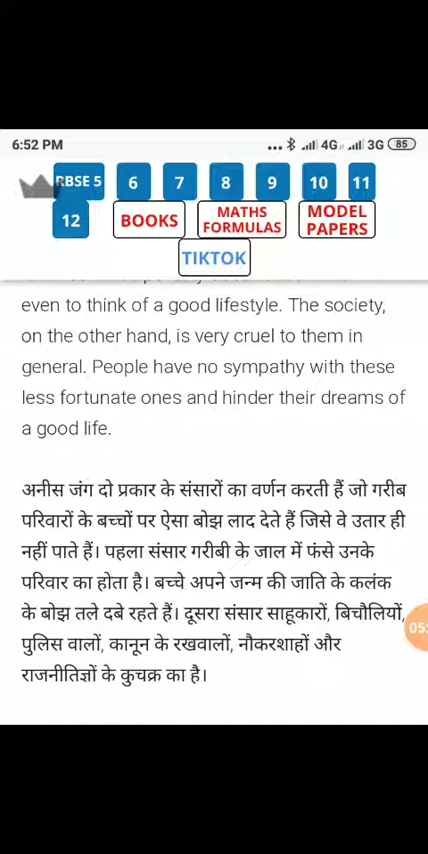 6:52 PM ... 4G 3G 85
RBSE 5 6 7 8 9 10 11
12 BOOKS MATHS FORMULAS MODEL PAPERS
TIKTOK
even to think of a good lifestyle. The society,
on the other hand, is very cruel to them in
general. People have no sympathy with these
less fortunate ones and hinder their dreams of
a good life.
अनीस जंग दो प्रकार के संसारों का वर्णन करती हैं जो गरीब
परिवारों के बच्चों पर ऐसा बोझ लाद देते हैं जिसे वे उतार ही
नहीं पाते हैं। पहला संसार गरीबी के जाल में फंसे उनके
परिवार का होता है। बच्चे अपने जन्म की जाति के कलंक
के बोझ तले दबे रहते हैं। दूसरा संसार साहूकारों, बिचौलियों,
पुलिस वालों, कानून के रखवालों, नौकरशाहों और
राजनीतिज्ञों के कुचक्र का है।
05: